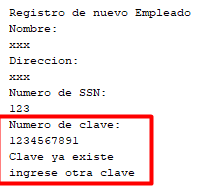 Registro de nuevo Empleado
Nombre:
xxx
Direccion:
xxx
Numero de SSN:
123
Numero de clave:
1234567891
Clave ya existe
ingrese otra clave